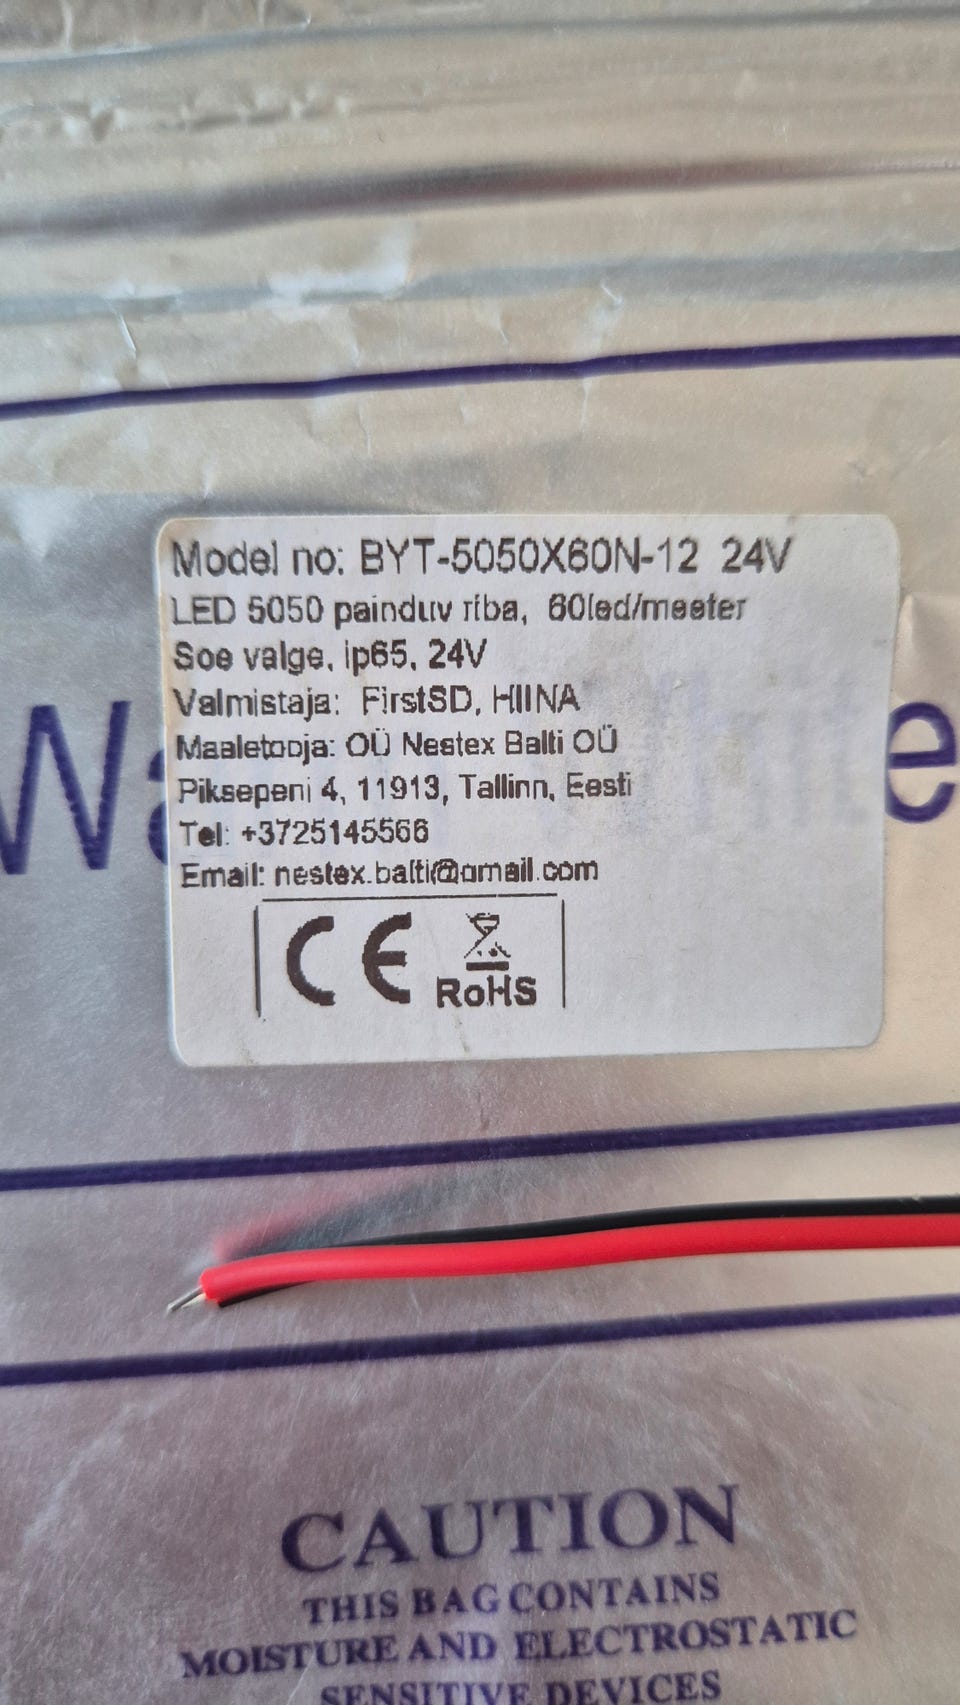 Model no: BYT-5050X60N-12 24V
LED 5050 painduv riba, 60led/meeter
Soe valge, ip65, 24V
Valmistaja: FirstSD, HIINA
Maaletooja: OÜ Nestex Balti OÜ
Piksepeni 4, 11913, Tallinn, Eesti
Tel: +3725145566
Email: nestex.balti@gmail.com
CE RoHS
Wa e
CAUTION
THIS BAG CONTAINS
MOISTURE AND ELECTROSTATIC
SENSITIVE DEVICES